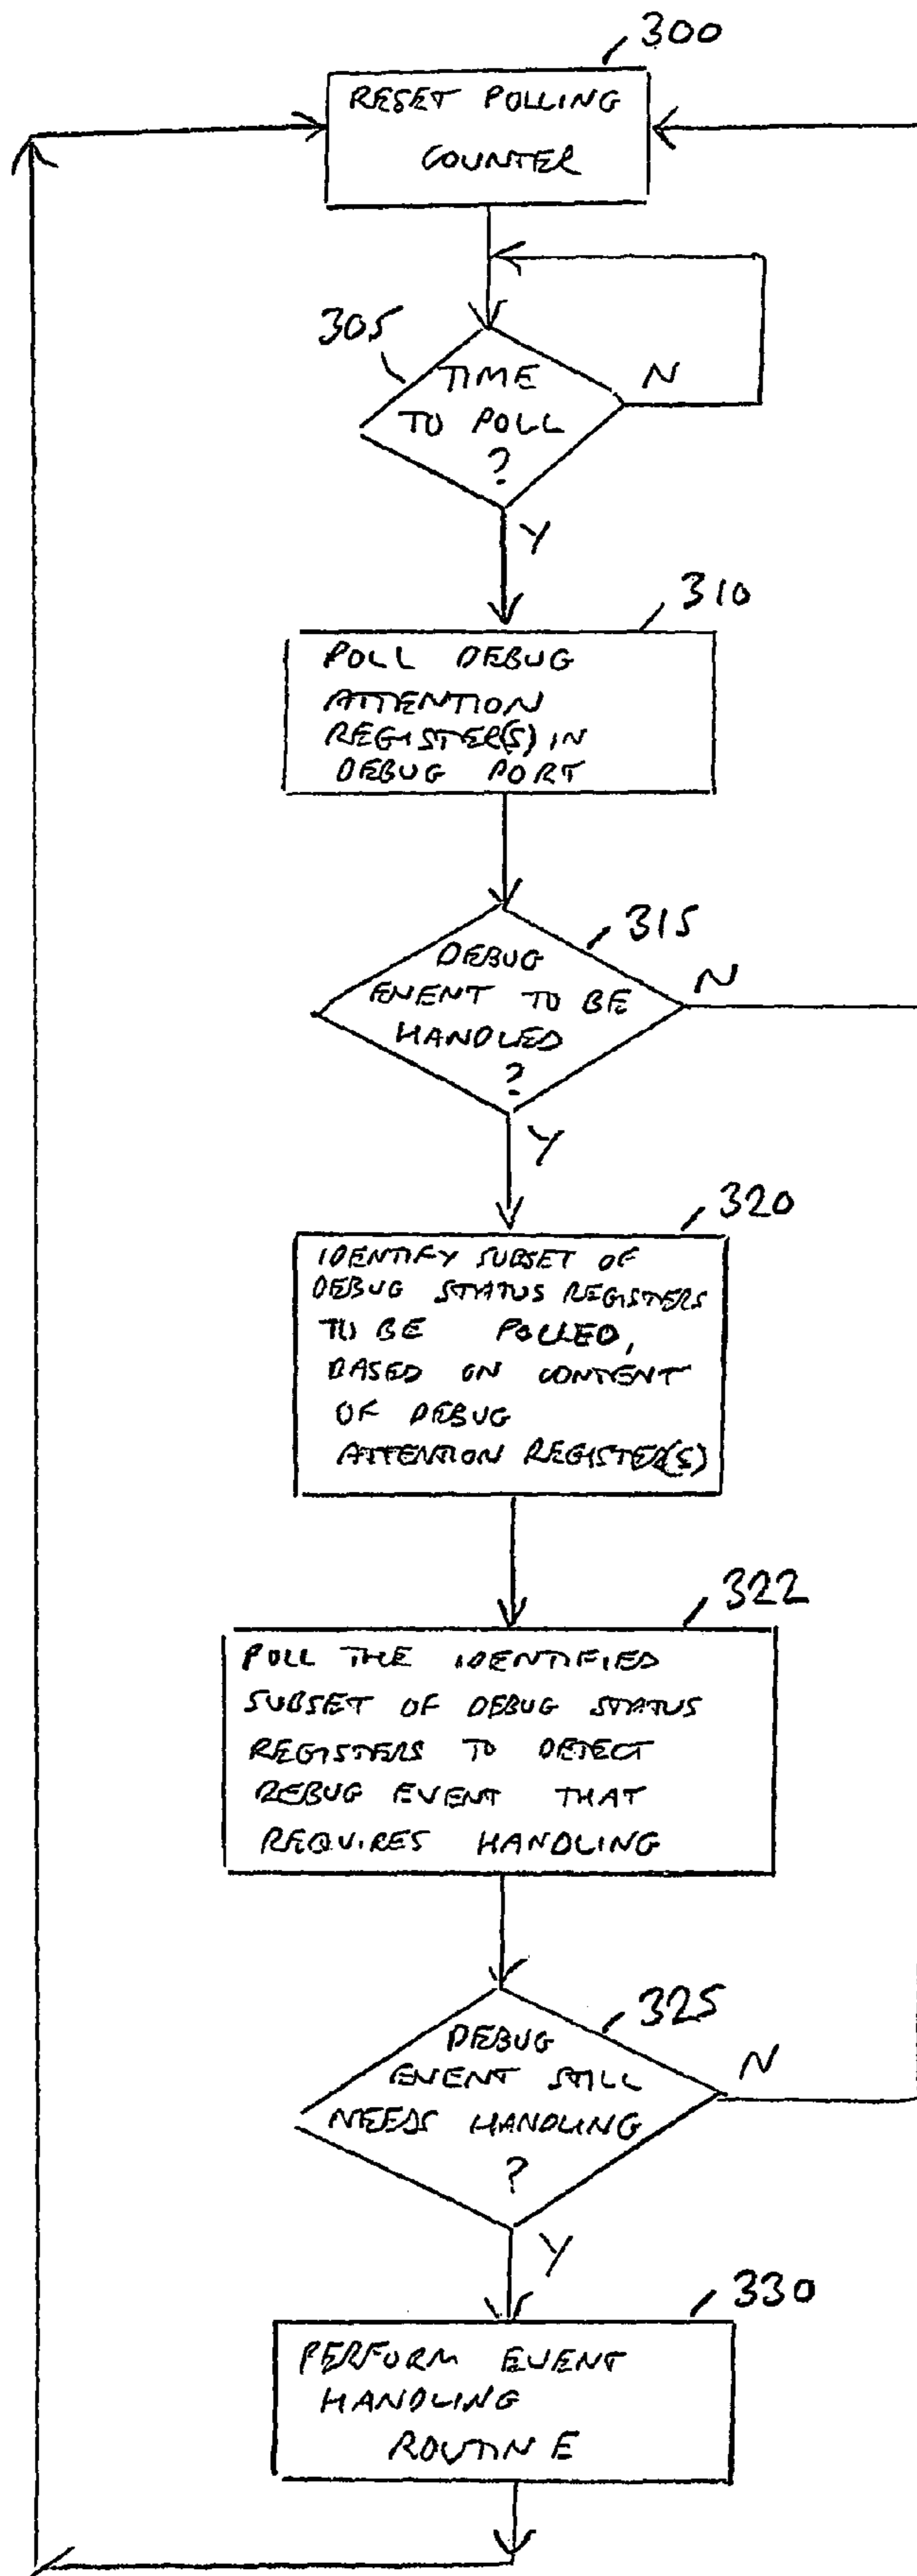 300
RESET POLLING
COUNTER
305
TIME
TO POLL
?
N
Y
310
POLL DEBUG
ATTENTION
REGISTER(S) IN
DEBUG PORT
315
DEBUG
EVENT TO BE
HANDLED
?
N
Y
320
IDENTIFY SUBSET OF
DEBUG STATUS REGISTERS
TO BE POLLED,
BASED ON CONTENT
OF DEBUG
ATTENTION REGISTER(S)
322
POLL THE IDENTIFIED
SUBSET OF DEBUG STATUS
REGISTERS TO DETECT
DEBUG EVENT THAT
REQUIRES HANDLING
325
DEBUG
EVENT STILL
NEEDS HANDLING
?
N
Y
330
PERFORM EVENT
HANDLING
ROUTINE